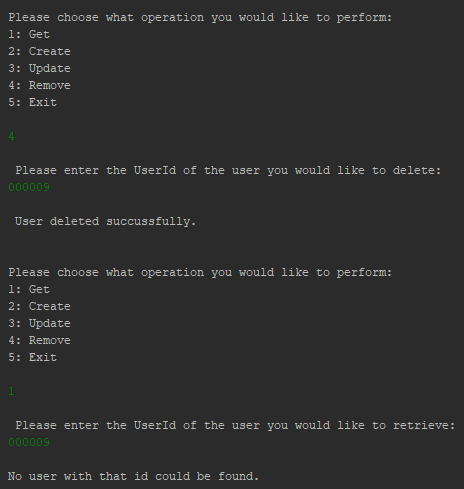 Please choose what operation you would like to perform:
1: Get
2: Create
3: Update
4: Remove
5: Exit
4
Please enter the UserId of the user you would like to delete:
000009
User deleted succussfully.
Please choose what operation you would like to perform:
1: Get
2: Create
3: Update
4: Remove
5: Exit
1
Please enter the UserId of the user you would like to retrieve:
000009
No user with that id could be found.